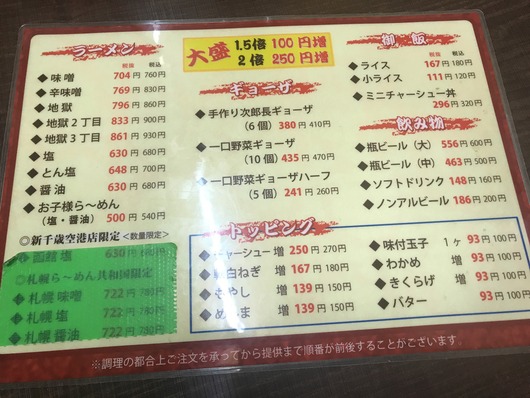 ラーメン
税抜 税込
◆味噌 704円 760円
◆辛味噌 769円 830円
◆地獄 796円 860円
◆地獄2丁目 833円 900円
◆地獄3丁目 861円 930円
◆塩 630円 680円
◆とん塩 648円 700円
◆醤油 630円 680円
◆お子様ら〜めん
（塩・醤油） 500円 540円
◎新千歳空港店限定 <数量限定>
◆函館 塩 630円 680円
◎札幌ら〜めん共和国限定
◆札幌 味噌 722円 780円
◆札幌 塩 722円 780円
◆札幌 醤油 722円 780円
大盛 1.5倍 100円増
2倍 250円増
ギョーザ
税抜 税込
◆手作り次郎長ギョーザ
（6個） 380円 410円
◆一口野菜ギョーザ
（10個） 435円 470円
◆一口野菜ギョーザハーフ
（5個） 241円 260円
御飯
税抜 税込
◆ライス 167円 180円
◆小ライス 111円 120円
◆ミニチャーシュー丼
296円 320円
飲み物
◆瓶ビール（大） 556円 600円
◆瓶ビール（中） 463円 500円
◆ソフトドリンク 148円 160円
◆ノンアルビール 186円 200円
トッピング
◆チャーシュー 増 250円 270円
◆白ねぎ 増 167円 180円
◆もやし 増 139円 150円
◆めんま 増 139円 150円
◆味付玉子 1ヶ 93円 100円
◆わかめ 93円 100円
◆きくらげ 93円 100円
◆バター 93円 100円
※調理の都合上ご注文を承ってから提供まで順番が前後することがございます。